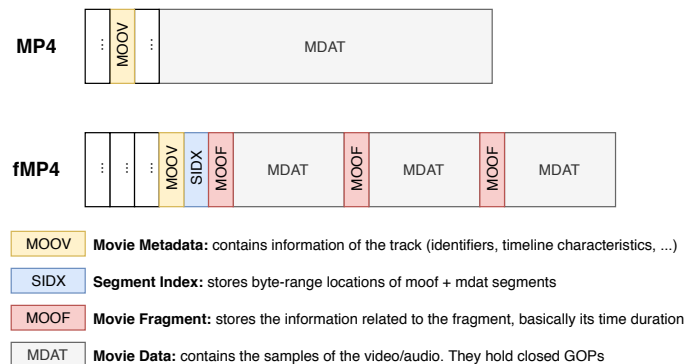 MP4
⋮
MOOV
⋮
MDAT
fMP4
⋮
⋮
⋮
MOOV
SIDX
MOOF
MDAT
MOOF
MDAT
MOOF
MDAT
MOOV Movie Metadata: contains information of the track (identifiers, timeline characteristics, ...)
SIDX Segment Index: stores byte-range locations of moof + mdat segments
MOOF Movie Fragment: stores the information related to the fragment, basically its time duration
MDAT Movie Data: contains the samples of the video/audio. They hold closed GOPs